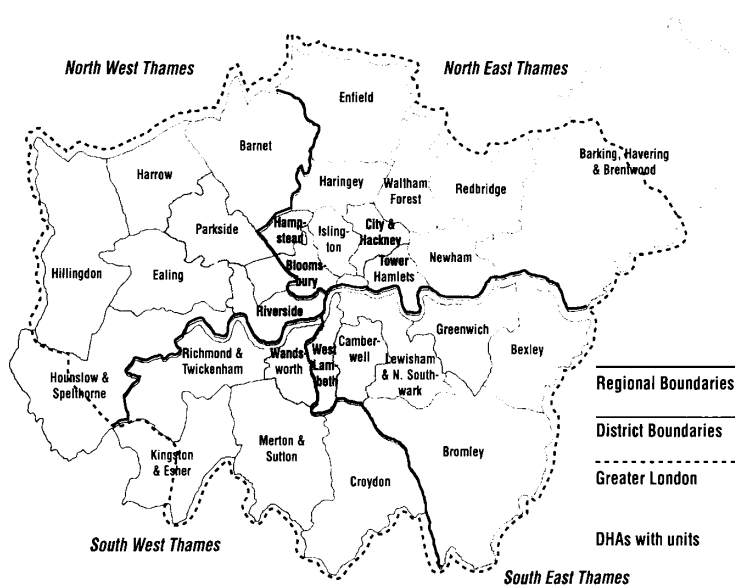 North West Thames
North East Thames
Enfield
Barnet
Barking, Havering
& Brentwood
Harrow
Haringey
Waltham
Forest
Redbridge
Parkside
Hamp-
stead
Isling-
ton
City &
Hackney
Hillingdon
Ealing
Blooms-
bury
Tower
Hamlets
Newham
Riverside
Richmond &
Twickenham
Wands-
worth
West
Lam-
beth
Camber-
well
Lewisham
& N. South-
wark
Greenwich
Bexley
Hounslow &
Spelthorne
Regional Boundaries
District Boundaries
Kingston
& Esher
Merton &
Sutton
Croydon
Bromley
Greater London
DHAs with units
South West Thames
South East Thames